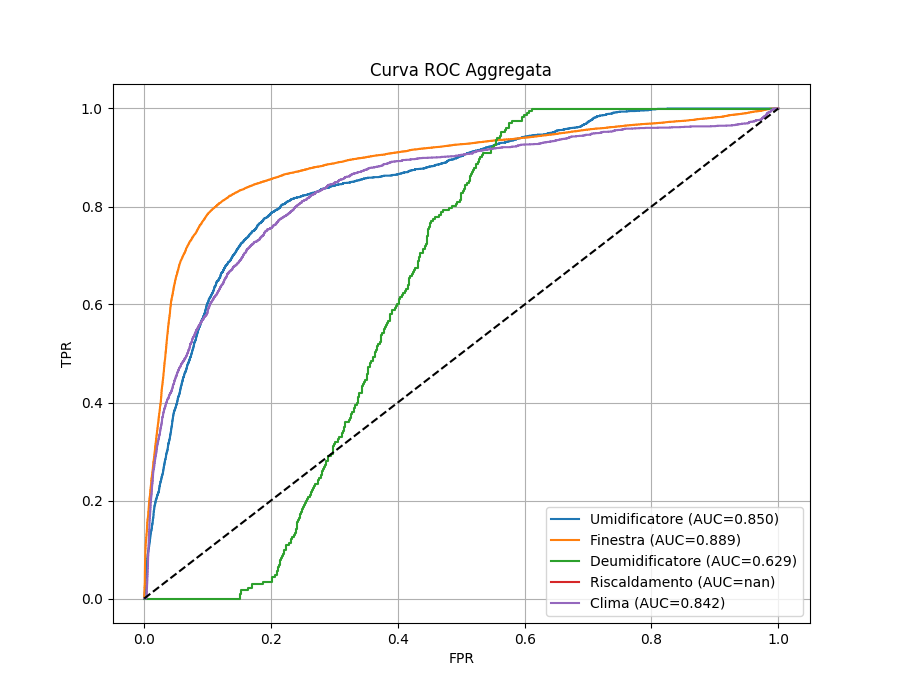 Curva ROC Aggregata
TPR
1.0
0.8
0.6
0.4
0.2
0.0
0.0 0.2 0.4 0.6 0.8 1.0
FPR
Umidificatore (AUC=0.850)
Finestra (AUC=0.889)
Deumidificatore (AUC=0.629)
Riscaldamento (AUC=nan)
Clima (AUC=0.842)